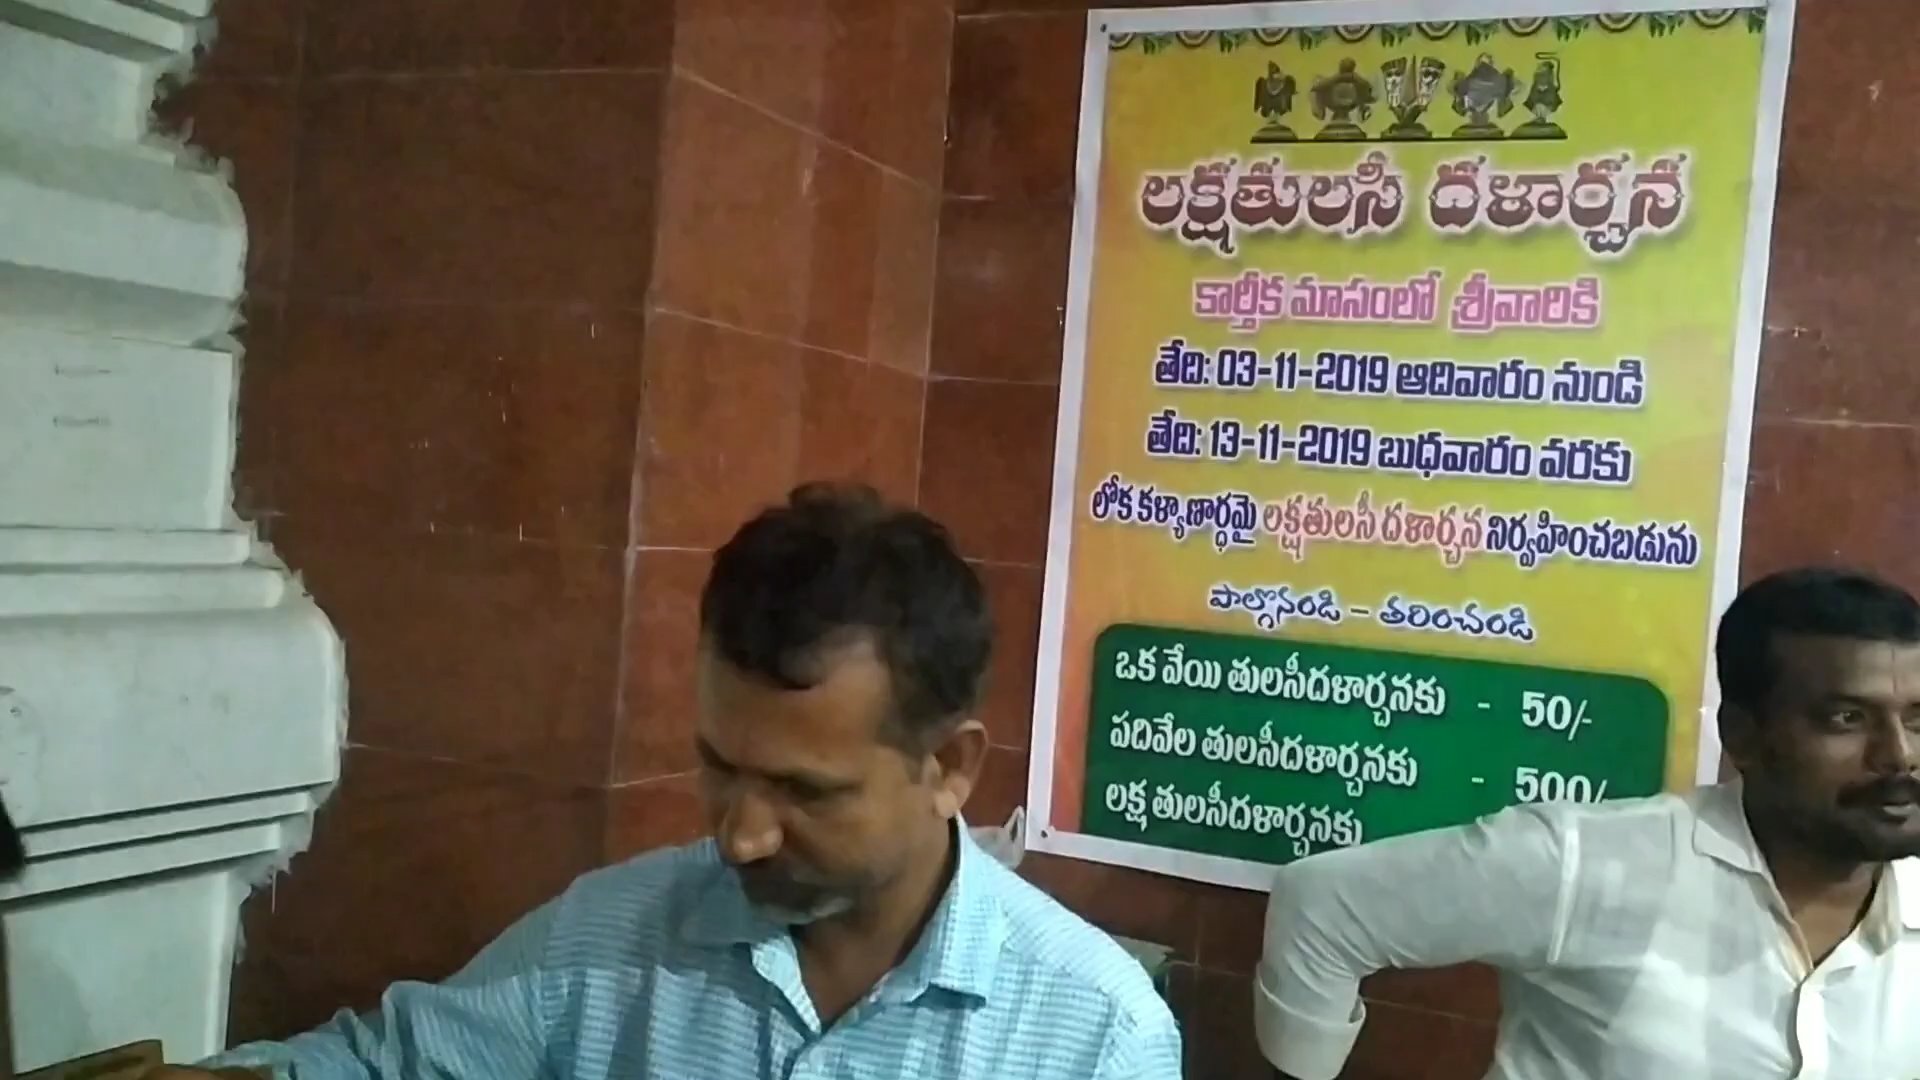 లక్షతులసీ దళార్చన
కార్తీక మాసంలో శ్రీవారికి
తేది: 03-11-2019 ఆదివారం నుండి
తేది: 13-11-2019 బుధవారం వరకు
లోక కళ్యాణార్ధమై లక్షతులసీ దళార్చన నిర్వహించబడును
పాల్గొనండి - తరించండి
ఒక వేయి తులసీదళార్చనకు - 50/-
పదివేల తులసీదళార్చనకు - 500/-
లక్ష తులసీదళార్చనకు